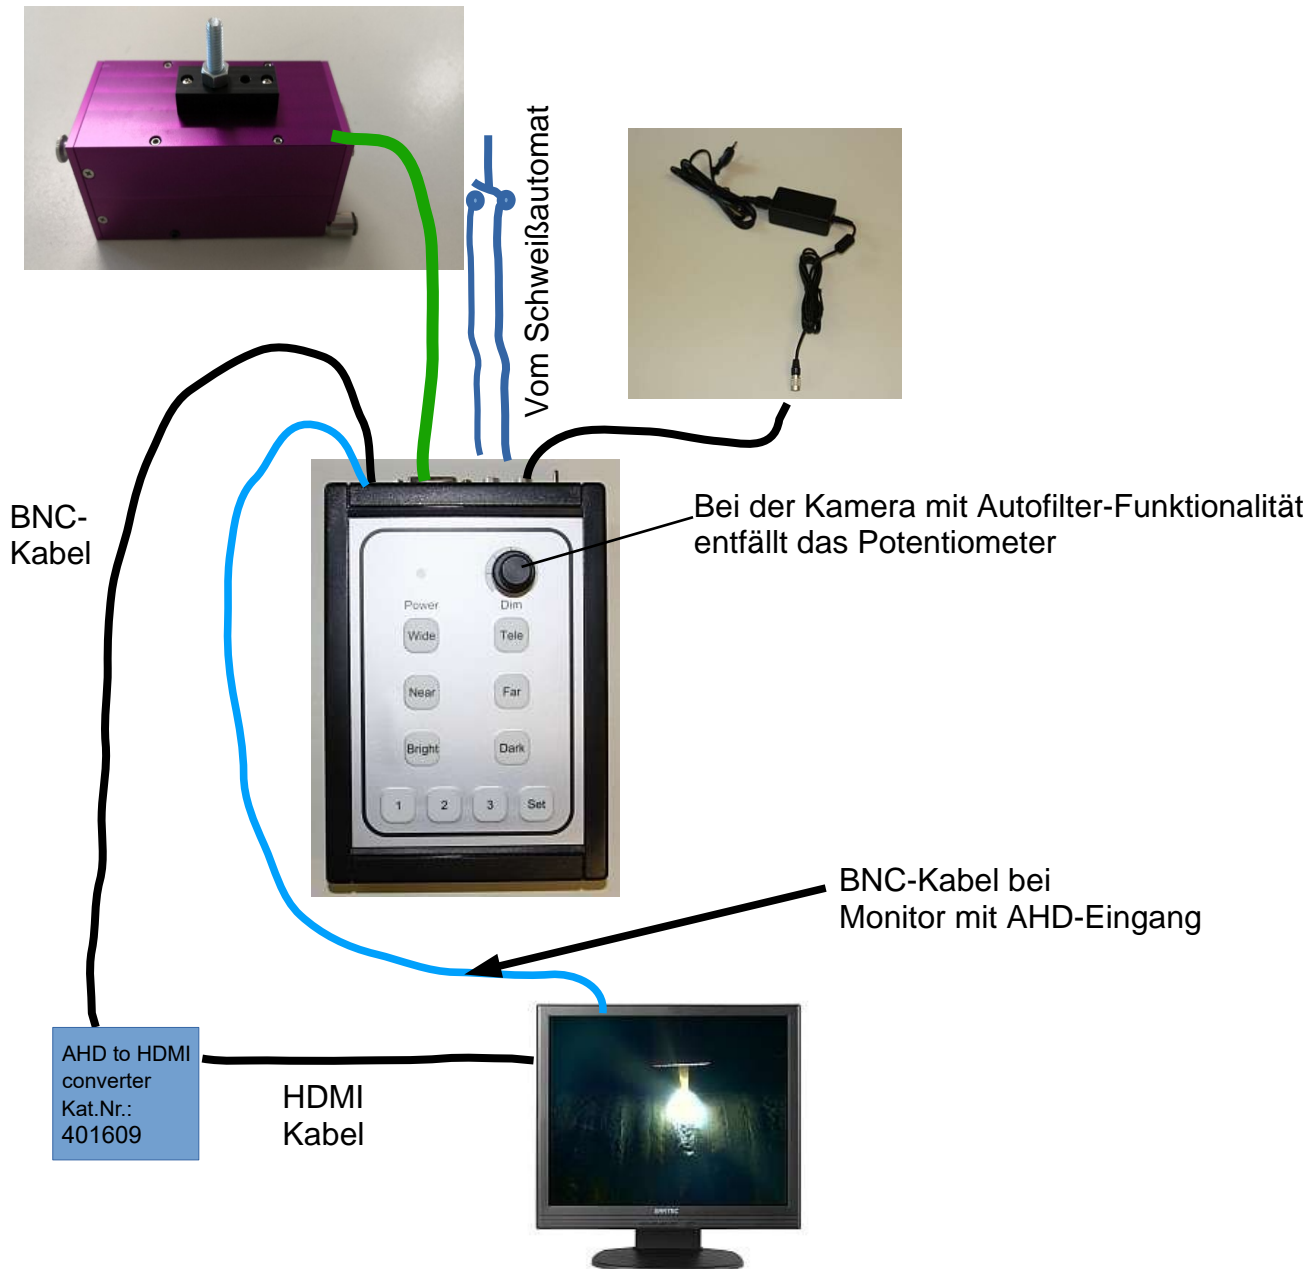 Vom Schweißautomat
BNC-
Kabel
Bei der Kamera mit Autofilter-Funktionalität
entfällt das Potentiometer
Power
Dim
Wide
Tele
Near
Far
Bright
Dark
1
2
3
Set
BNC-Kabel bei
Monitor mit AHD-Eingang
AHD to HDMI
converter
Kat.Nr.:
401609
HDMI
Kabel